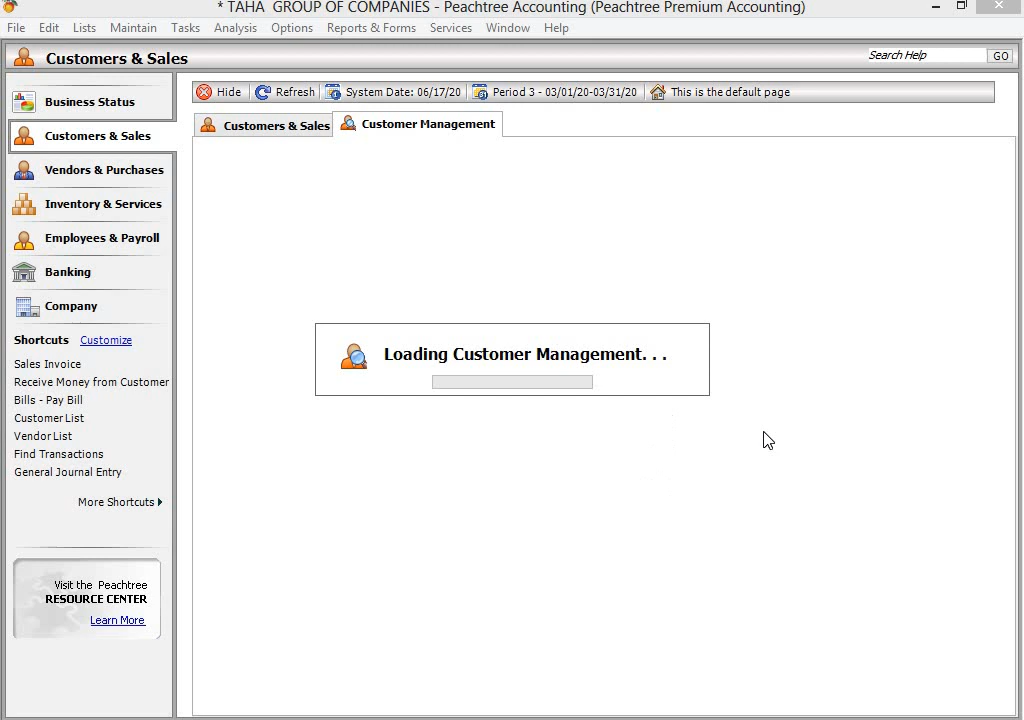 * TAHA  GROUP OF COMPANIES - Peachtree Accounting (Peachtree Premium Accounting)
File Edit Lists Maintain Tasks Analysis Options Reports & Forms Services Window Help
Customers & Sales
Search Help GO
Hide Refresh System Date: 06/17/20 Period 3 - 03/01/20-03/31/20 This is the default page
Customers & Sales Customer Management
Business Status
Customers & Sales
Vendors & Purchases
Inventory & Services
Employees & Payroll
Banking
Company
Shortcuts Customize
Sales Invoice
Receive Money from Customer
Bills - Pay Bill
Customer List
Vendor List
Find Transactions
General Journal Entry
More Shortcuts
Visit the Peachtree
RESOURCE CENTER
Learn More
Loading Customer Management. . .